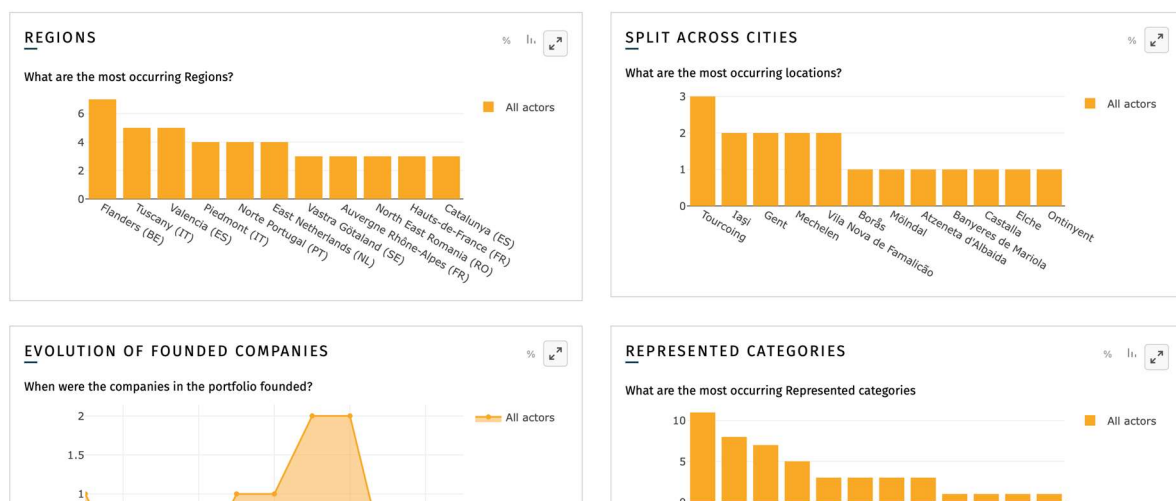 REGIONS
%
What are the most occurring Regions?
6
4
2
0
All actors
Flanders (BE)
Tuscany (IT)
Valencia (ES)
Piedmont (IT)
Norte Portugal (PT)
East Netherlands (NL)
Vastra Götaland (SE)
Auvergne Rhône-Alpes (FR)
North East Romania (RO)
Hauts-de-France (FR)
Catalunya (ES)
SPLIT ACROSS CITIES
%
What are the most occurring locations?
3
2
1
0
All actors
Tourcoing
Iași
Gent
Mechelen
Vila Nova de Famalicão
Borås
Mölndal
Atzeneta d'Albaida
Banyeres de Mariola
Castalla
Elche
Ontinyent
EVOLUTION OF FOUNDED COMPANIES
%
When were the companies in the portfolio founded?
2
1.5
1
All actors
REPRESENTED CATEGORIES
%
What are the most occurring Represented categories
10
5
0
All actors